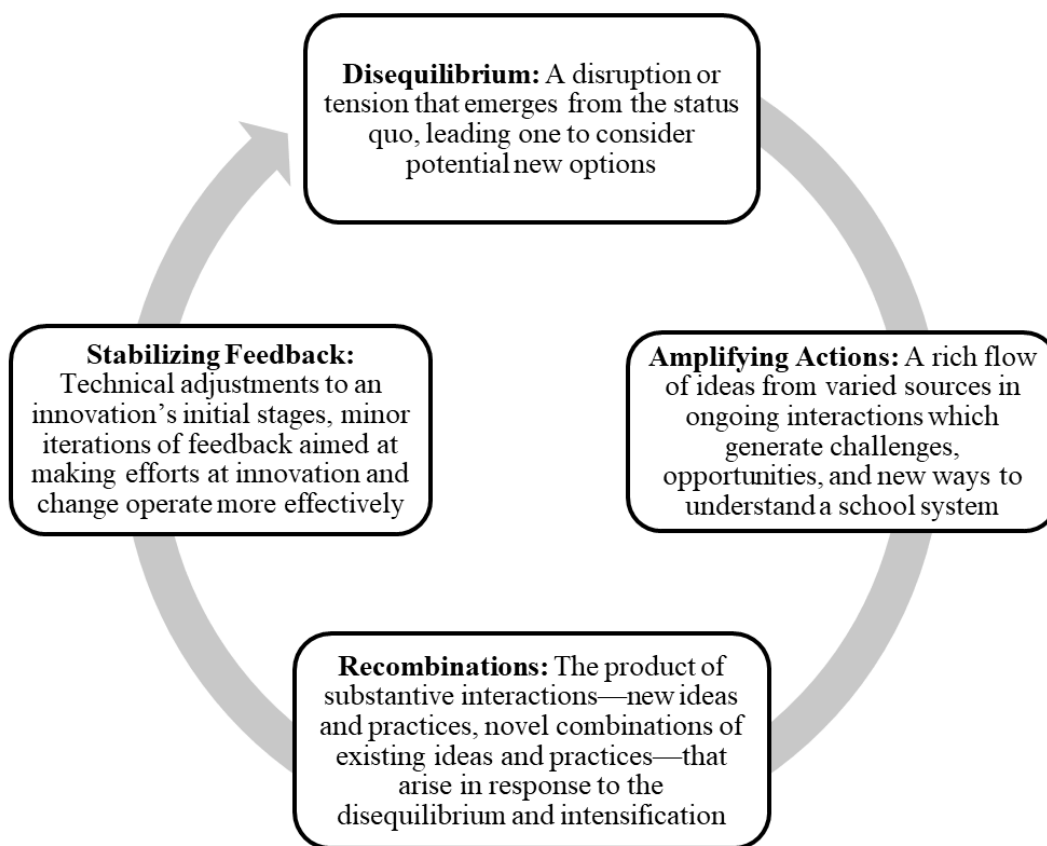 Disequilibrium: A disruption or
tension that emerges from the status
quo, leading one to consider
potential new options
Amplifying Actions: A rich flow
of ideas from varied sources in
ongoing interactions which
generate challenges,
opportunities, and new ways to
understand a school system
Recombinations: The product of
substantive interactions—new ideas
and practices, novel combinations of
existing ideas and practices—that
arise in response to the
disequilibrium and intensification
Stabilizing Feedback:
Technical adjustments to an
innovation’s initial stages, minor
iterations of feedback aimed at
making efforts at innovation and
change operate more effectively